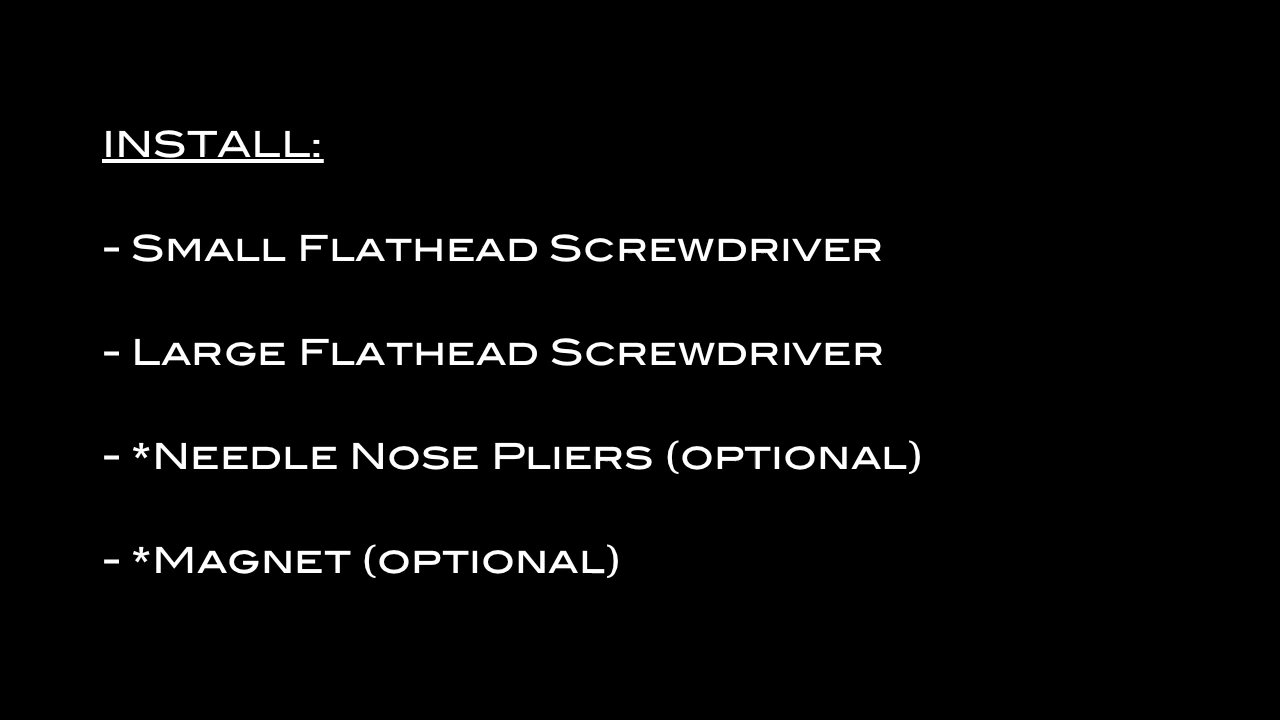 INSTALL:
- Small Flathead Screwdriver
- Large Flathead Screwdriver
- *Needle Nose Pliers (optional)
- *Magnet (optional)